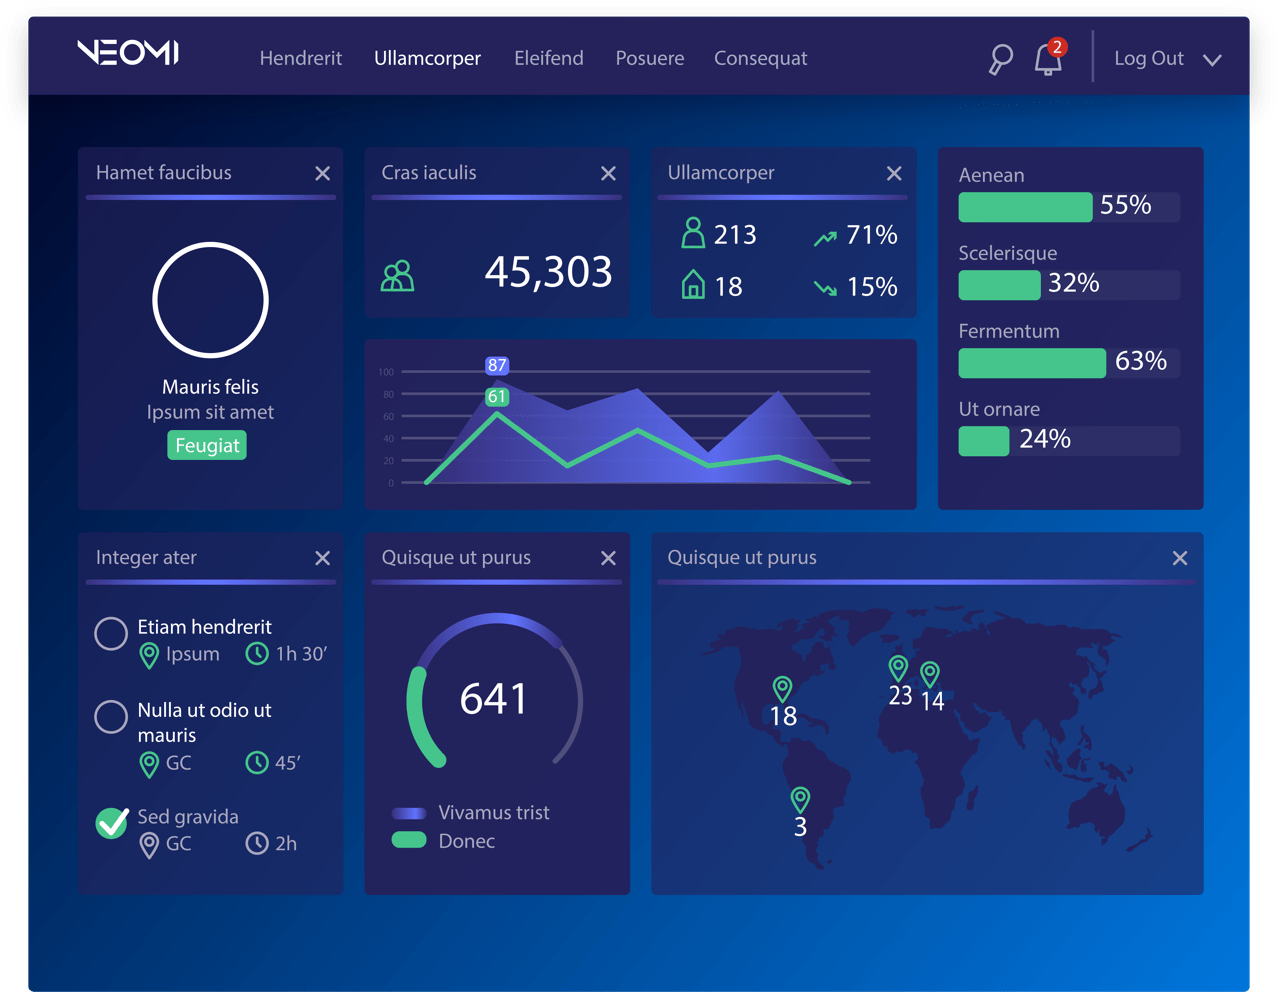 NEOMI
Hendrerit
Ullamcorper
Eleifend
Posuere
Consequat
2
Log Out
Hamet faucibus
Mauris felis
Ipsum sit amet
Feugiat
Cras iaculis
45,303
Ullamcorper
213
71%
18
15%
Aenean
55%
Scelerisque
32%
Fermentum
63%
Ut ornare
24%
87
61
100
80
60
40
20
0
Integer ater
Etiam hendrerit
Ipsum
1h 30′
Nulla ut odio ut
mauris
GC
45′
Sed gravida
GC
2h
Quisque ut purus
641
Vivamus trist
Donec
Quisque ut purus
18
23
14
3